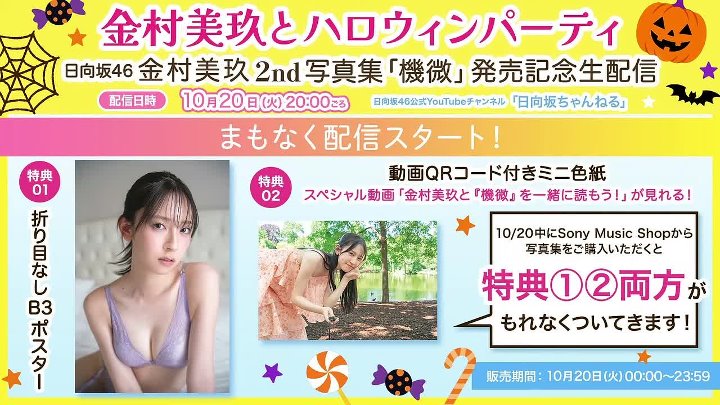 金村美玖とハロウィンパーティ
日向坂46 金村美玖 2nd写真集「機微」発売記念生配信
配信日時 10月20日(火)20:00ごろ 日向坂46公式YouTubeチャンネル「日向坂ちゃんねる」
まもなく配信スタート!
特典
01
折り目なしB3ポスター
特典
02
動画QRコード付きミニ色紙
スペシャル動画「金村美玖と『機微』を一緒に読もう!」が見れる!
10/20中にSony Music Shopから
写真集をご購入いただくと
特典①②両方が
もれなくついてきます!
販売期間:10月20日(火)00:00〜23:59